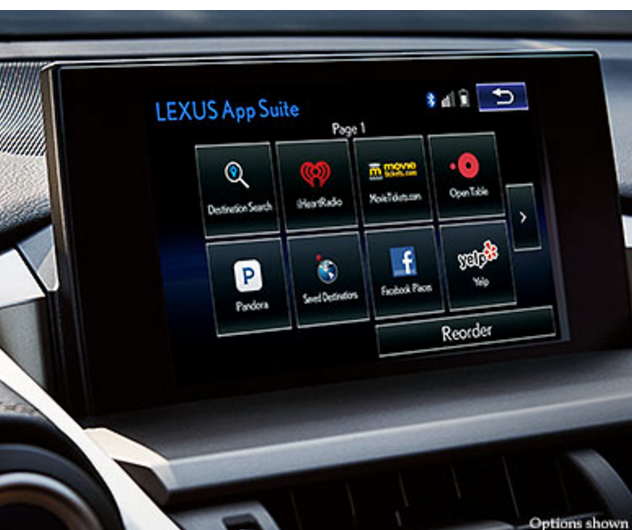 LEXUS App Suite
Page 1
Destination Search
iHeartRadio
movie
tickets.com
MovieTickets.com
OpenTable
P
Pandora
Saved Destinations
f
Facebook Places
yelp
Yelp
>
Reorder
Options shown